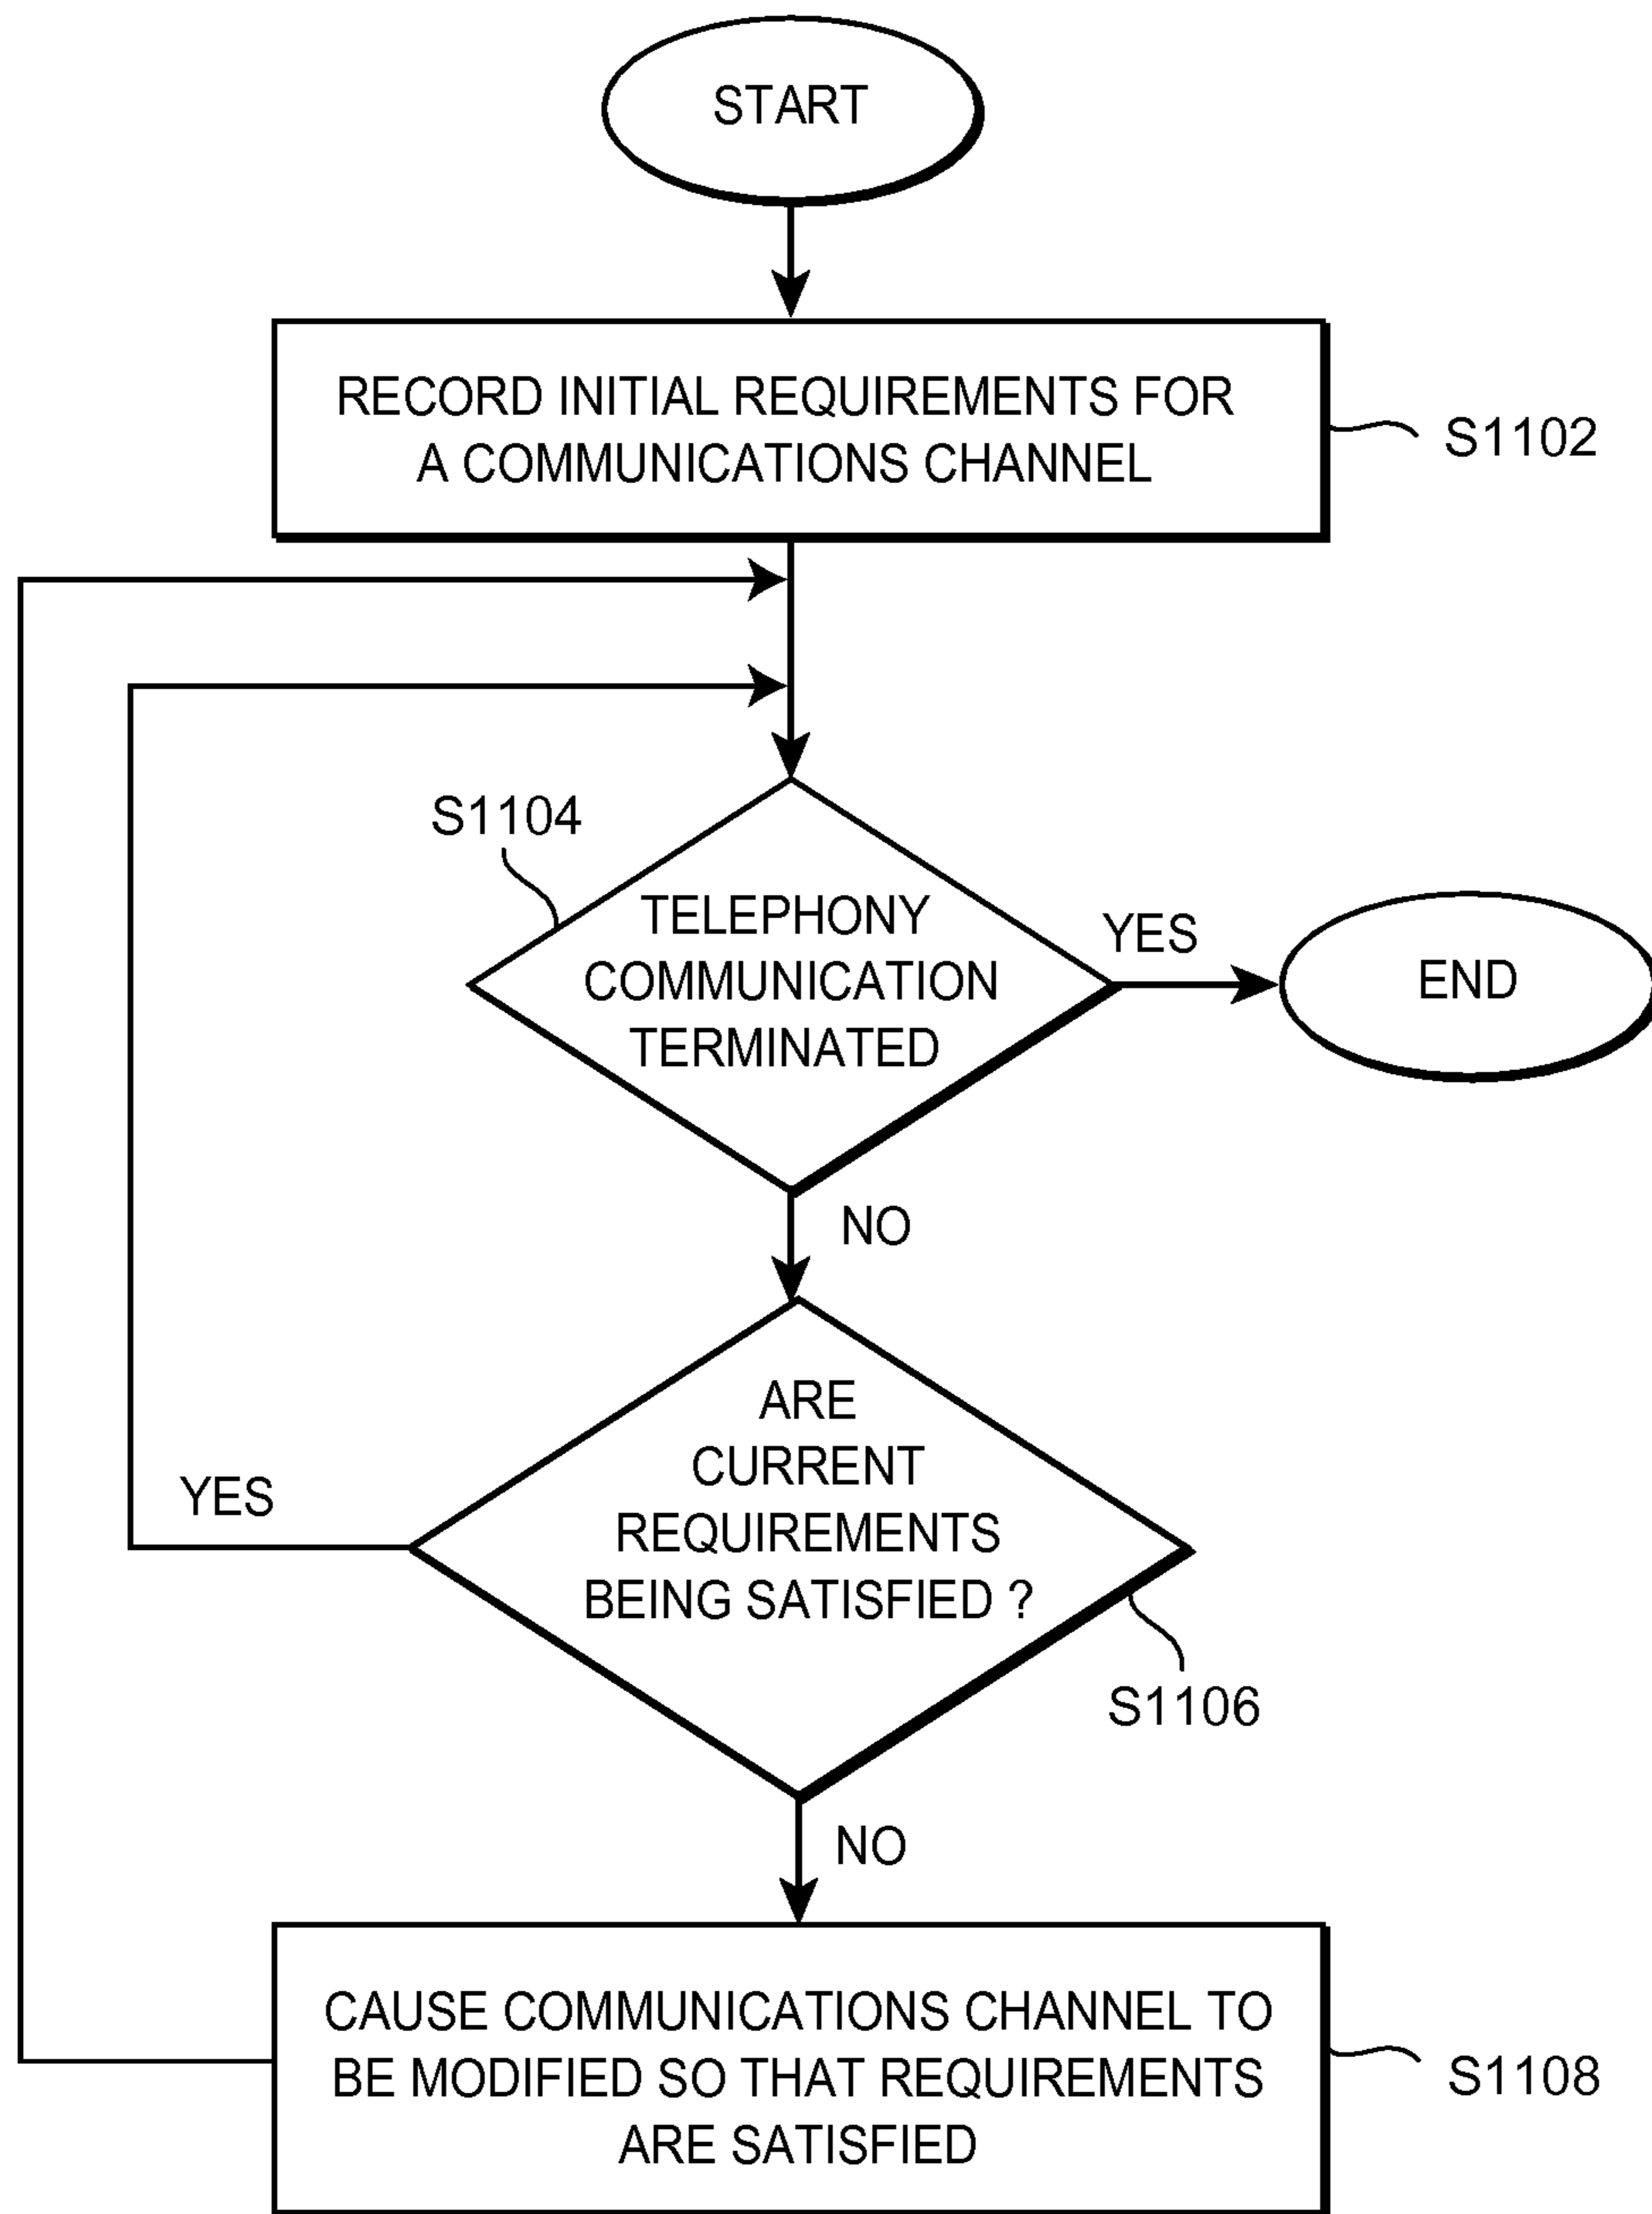 START
RECORD INITIAL REQUIREMENTS FOR
A COMMUNICATIONS CHANNEL
S1102
S1104
TELEPHONY
COMMUNICATION
TERMINATED
YES
END
NO
ARE
CURRENT
REQUIREMENTS
BEING SATISFIED ?
YES
S1106
NO
CAUSE COMMUNICATIONS CHANNEL TO
BE MODIFIED SO THAT REQUIREMENTS
ARE SATISFIED
S1108